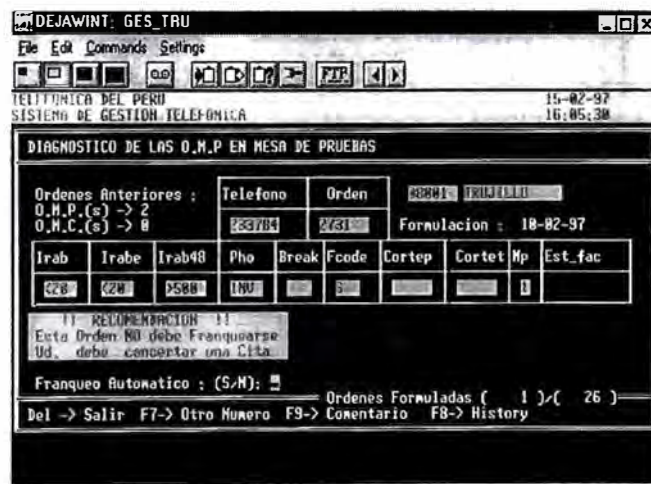 DEJAWINT: GES_TRU
File Edit Commands Settings
FTP
TELEFONICA DEL PERU 15-02-97
SISTEMA DE GESTION TELEFONICA 16:05:30
DIAGNOSTICO DE LAS O.M.P EN MESA DE PRUEBAS
Ordenes Anteriores : Telefono Orden 48001 TRUJILLO
O.M.P.(s) -> 2
O.M.C.(s) -> 0 233784 2731 Formulacion : 10-02-97
Irab Irabe Irab48 Pho Break Fcode Cortep Cortet Mp Est_fac
<20 <20 >500 INV 1
!! RECOMENDACION !!
Esta Orden NO debe Franquearse
Ud. debe concertar una Cita
Franqueo Automatico : (S/N):
Ordenes Formuladas ( 1 )/( 26 )
Del -> Salir F7-> Otro Numero F9-> Comentario F8-> History